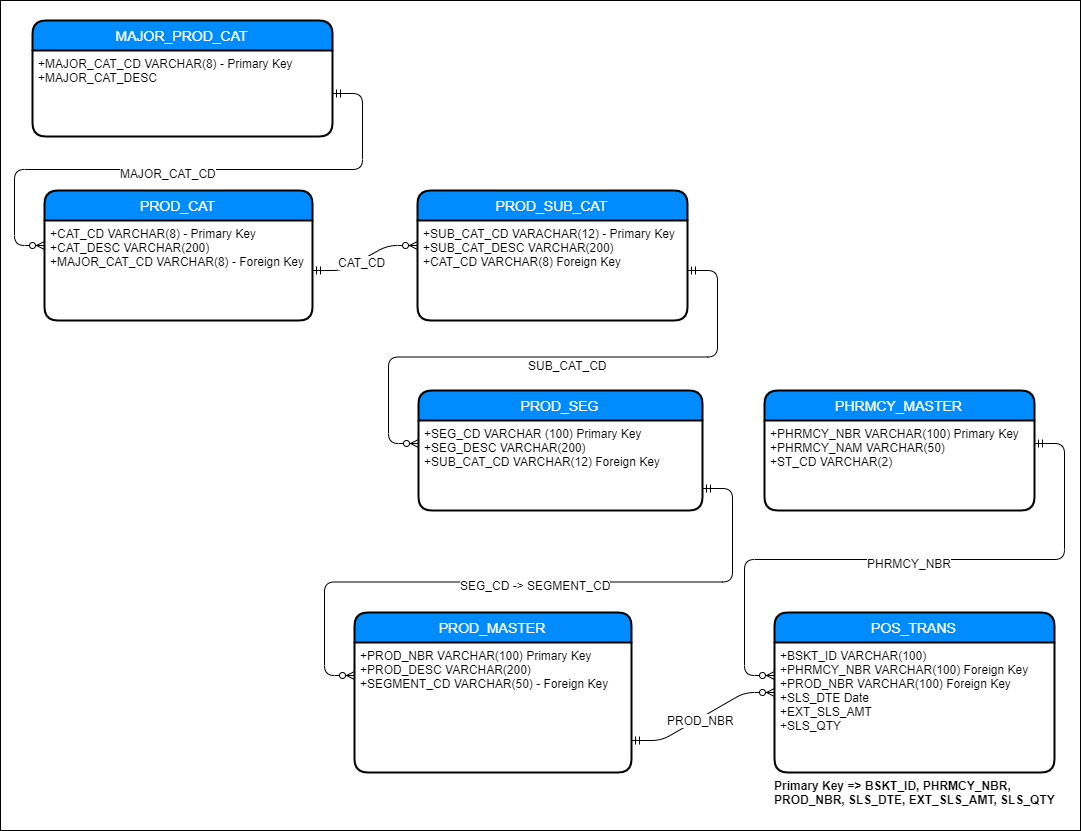 MAJOR_PROD_CAT
+MAJOR_CAT_CD VARCHAR(8) - Primary Key
+MAJOR_CAT_DESC
MAJOR_CAT_CD
PROD_CAT
+CAT_CD VARCHAR(8) - Primary Key
+CAT_DESC VARCHAR(200)
+MAJOR_CAT_CD VARCHAR(8) - Foreign Key
CAT_CD
PROD_SUB_CAT
+SUB_CAT_CD VARACHAR(12) - Primary Key
+SUB_CAT_DESC VARCHAR(200)
+CAT_CD VARCHAR(8) Foreign Key
SUB_CAT_CD
PROD_SEG
+SEG_CD VARCHAR (100) Primary Key
+SEG_DESC VARCHAR(200)
+SUB_CAT_CD VARCHAR(12) Foreign Key
PHRMCY_MASTER
+PHRMCY_NBR VARCHAR(100) Primary Key
+PHRMCY_NAM VARCHAR(50)
+ST_CD VARCHAR(2)
PHRMCY_NBR
SEG_CD -> SEGMENT_CD
PROD_MASTER
+PROD_NBR VARCHAR(100) Primary Key
+PROD_DESC VARCHAR(200)
+SEGMENT_CD VARCHAR(50) - Foreign Key
PROD_NBR
POS_TRANS
+BSKT_ID VARCHAR(100)
+PHRMCY_NBR VARCHAR(100) Foreign Key
+PROD_NBR VARCHAR(100) Foreign Key
+SLS_DTE Date
+EXT_SLS_AMT
+SLS_QTY
Primary Key => BSKT_ID, PHRMCY_NBR,
PROD_NBR, SLS_DTE, EXT_SLS_AMT, SLS_QTY